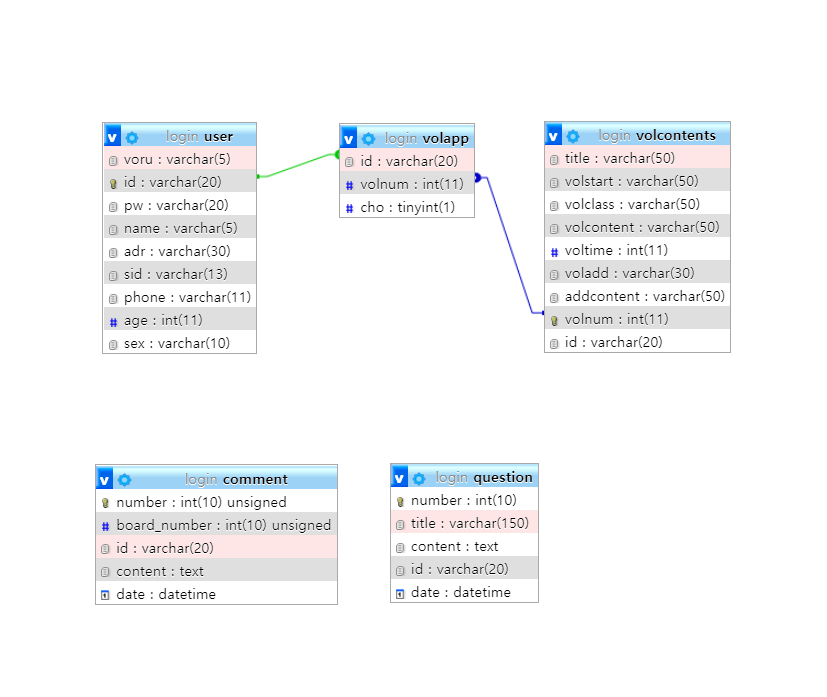 v login user
voru : varchar(5)
id : varchar(20)
pw : varchar(20)
name : varchar(5)
adr : varchar(30)
sid : varchar(13)
phone : varchar(11)
# age : int(11)
sex : varchar(10)
v login volapp
id : varchar(20)
# volnum : int(11)
# cho : tinyint(1)
v login volcontents
title : varchar(50)
volstart : varchar(50)
volclass : varchar(50)
volcontent : varchar(50)
# voltime : int(11)
voladd : varchar(30)
addcontent : varchar(50)
volnum : int(11)
id : varchar(20)
v login comment
number : int(10) unsigned
# board_number : int(10) unsigned
id : varchar(20)
content : text
date : datetime
v login question
number : int(10)
title : varchar(150)
content : text
id : varchar(20)
date : datetime